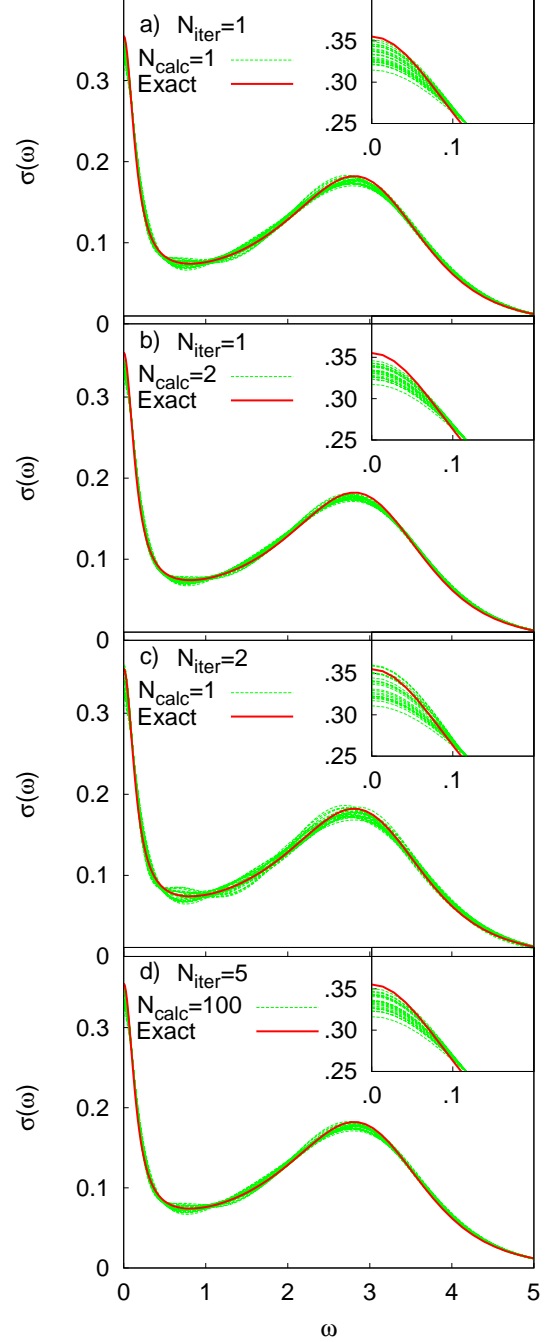 a) N_iter=1
N_calc=1
Exact
.35
.30
.25
.0 .1
0.3
0.2
0.1
0
σ(ω)
b) N_iter=1
N_calc=2
Exact
.35
.30
.25
.0 .1
0.3
0.2
0.1
0
σ(ω)
c) N_iter=2
N_calc=1
Exact
.35
.30
.25
.0 .1
0.3
0.2
0.1
0
σ(ω)
d) N_iter=5
N_calc=100
Exact
.35
.30
.25
.0 .1
0.3
0.2
0.1
0
σ(ω)
0 1 2 3 4 5
ω